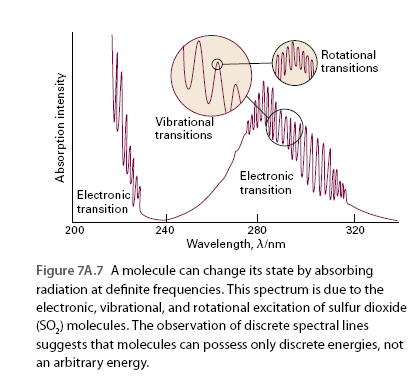 Rotational
transitions
Vibrational
transitions
Absorption intensity
Electronic
transition
Electronic
transition
200
240
280
320
Wavelength, λ/nm
Figure 7A.7 A molecule can change its state by absorbing
radiation at definite frequencies. This spectrum is due to the
electronic, vibrational, and rotational excitation of sulfur dioxide
(SO₂) molecules. The observation of discrete spectral lines
suggests that molecules can possess only discrete energies, not
an arbitrary energy.